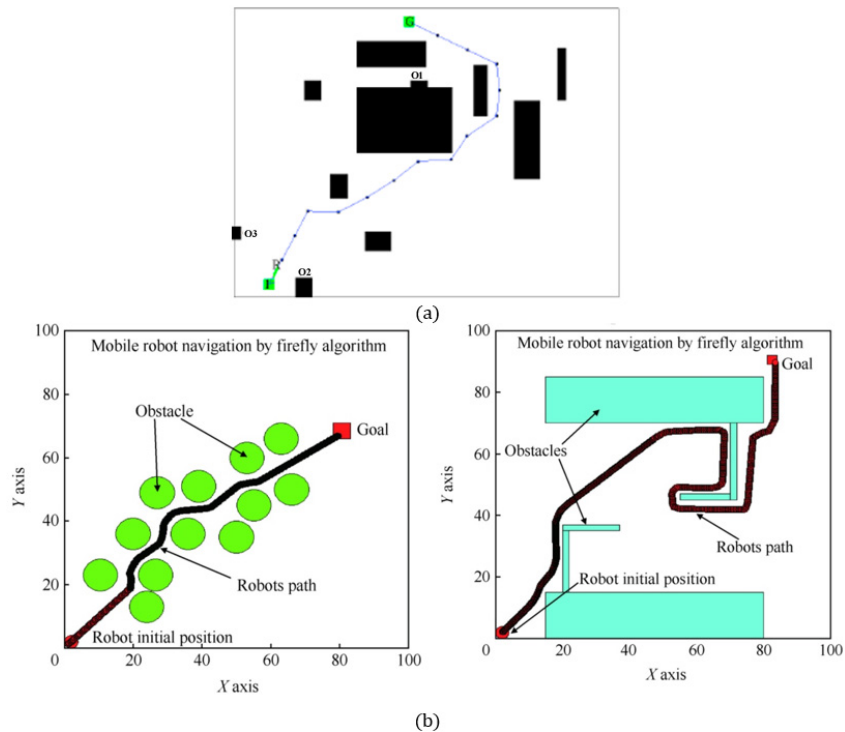 G
O1
O3
R
O2
(a)
Mobile robot navigation by firefly algorithm
Obstacle
Goal
Robots path
Robot initial position
100
80
60
40
20
0
0
20
40
60
80
100
Y axis
X axis
Mobile robot navigation by firefly algorithm
Goal
Obstacles
Robots path
Robot initial position
100
80
60
40
20
0
0
20
40
60
80
100
Y axis
X axis
(b)